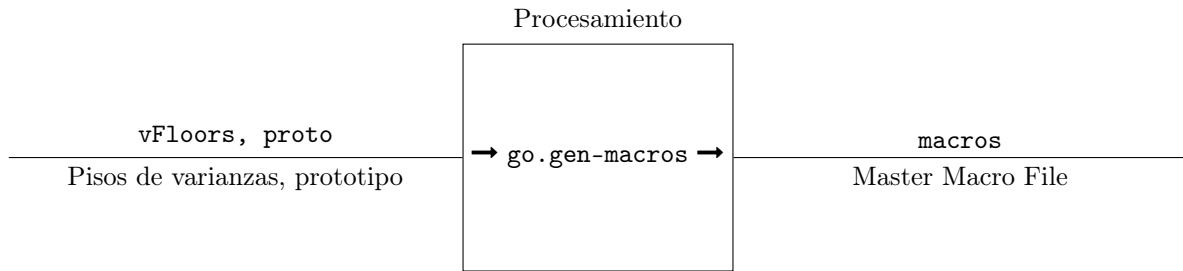 Procesamiento
vFloors, proto
Pisos de varianzas, prototipo
→ go.gen-macros →
macros
Master Macro File